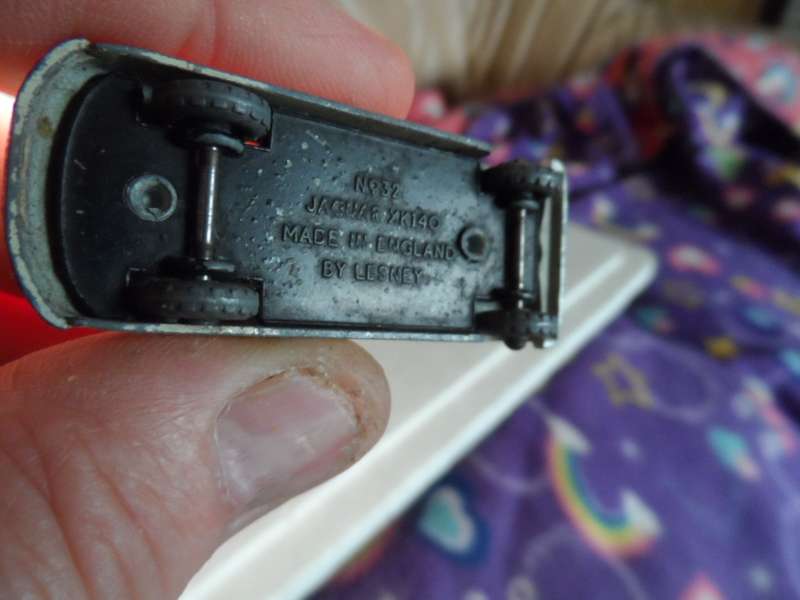 No32
JAGUAR XK140
MADE IN ENGLAND
BY LESNEY